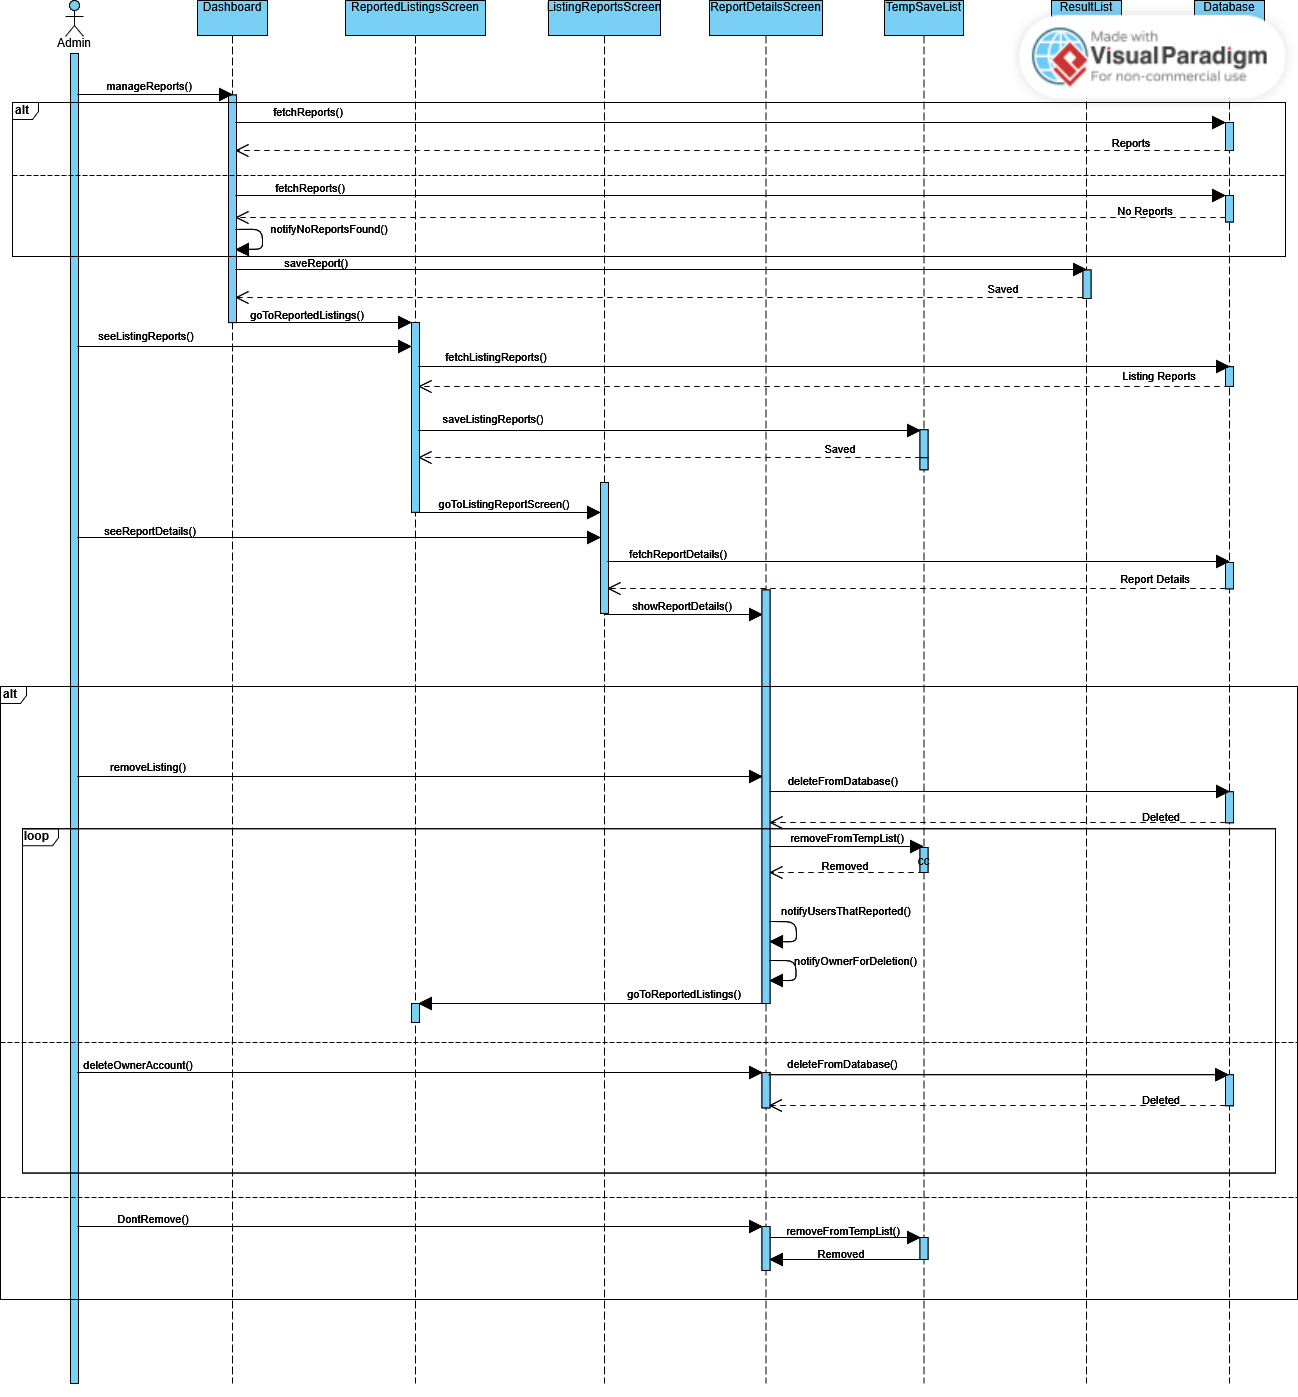 Dashboard
ReportedListingsScreen
ListingReportsScreen
ReportDetailsScreen
TempSaveList
ResultList
Database
Admin
Made with
Visual Paradigm
For non-commercial use
manageReports()
alt
fetchReports()
Reports
fetchReports()
No Reports
notifyNoReportsFound()
saveReport()
Saved
goToReportedListings()
seeListingReports()
fetchListingReports()
Listing Reports
saveListingReports()
Saved
goToListingReportScreen()
seeReportDetails()
fetchReportDetails()
Report Details
showReportDetails()
alt
removeListing()
deleteFromDatabase()
Deleted
loop
removeFromTempList()
cc
Removed
notifyUsersThatReported()
notifyOwnerForDeletion()
goToReportedListings()
deleteOwnerAccount()
deleteFromDatabase()
Deleted
DontRemove()
removeFromTempList()
Removed